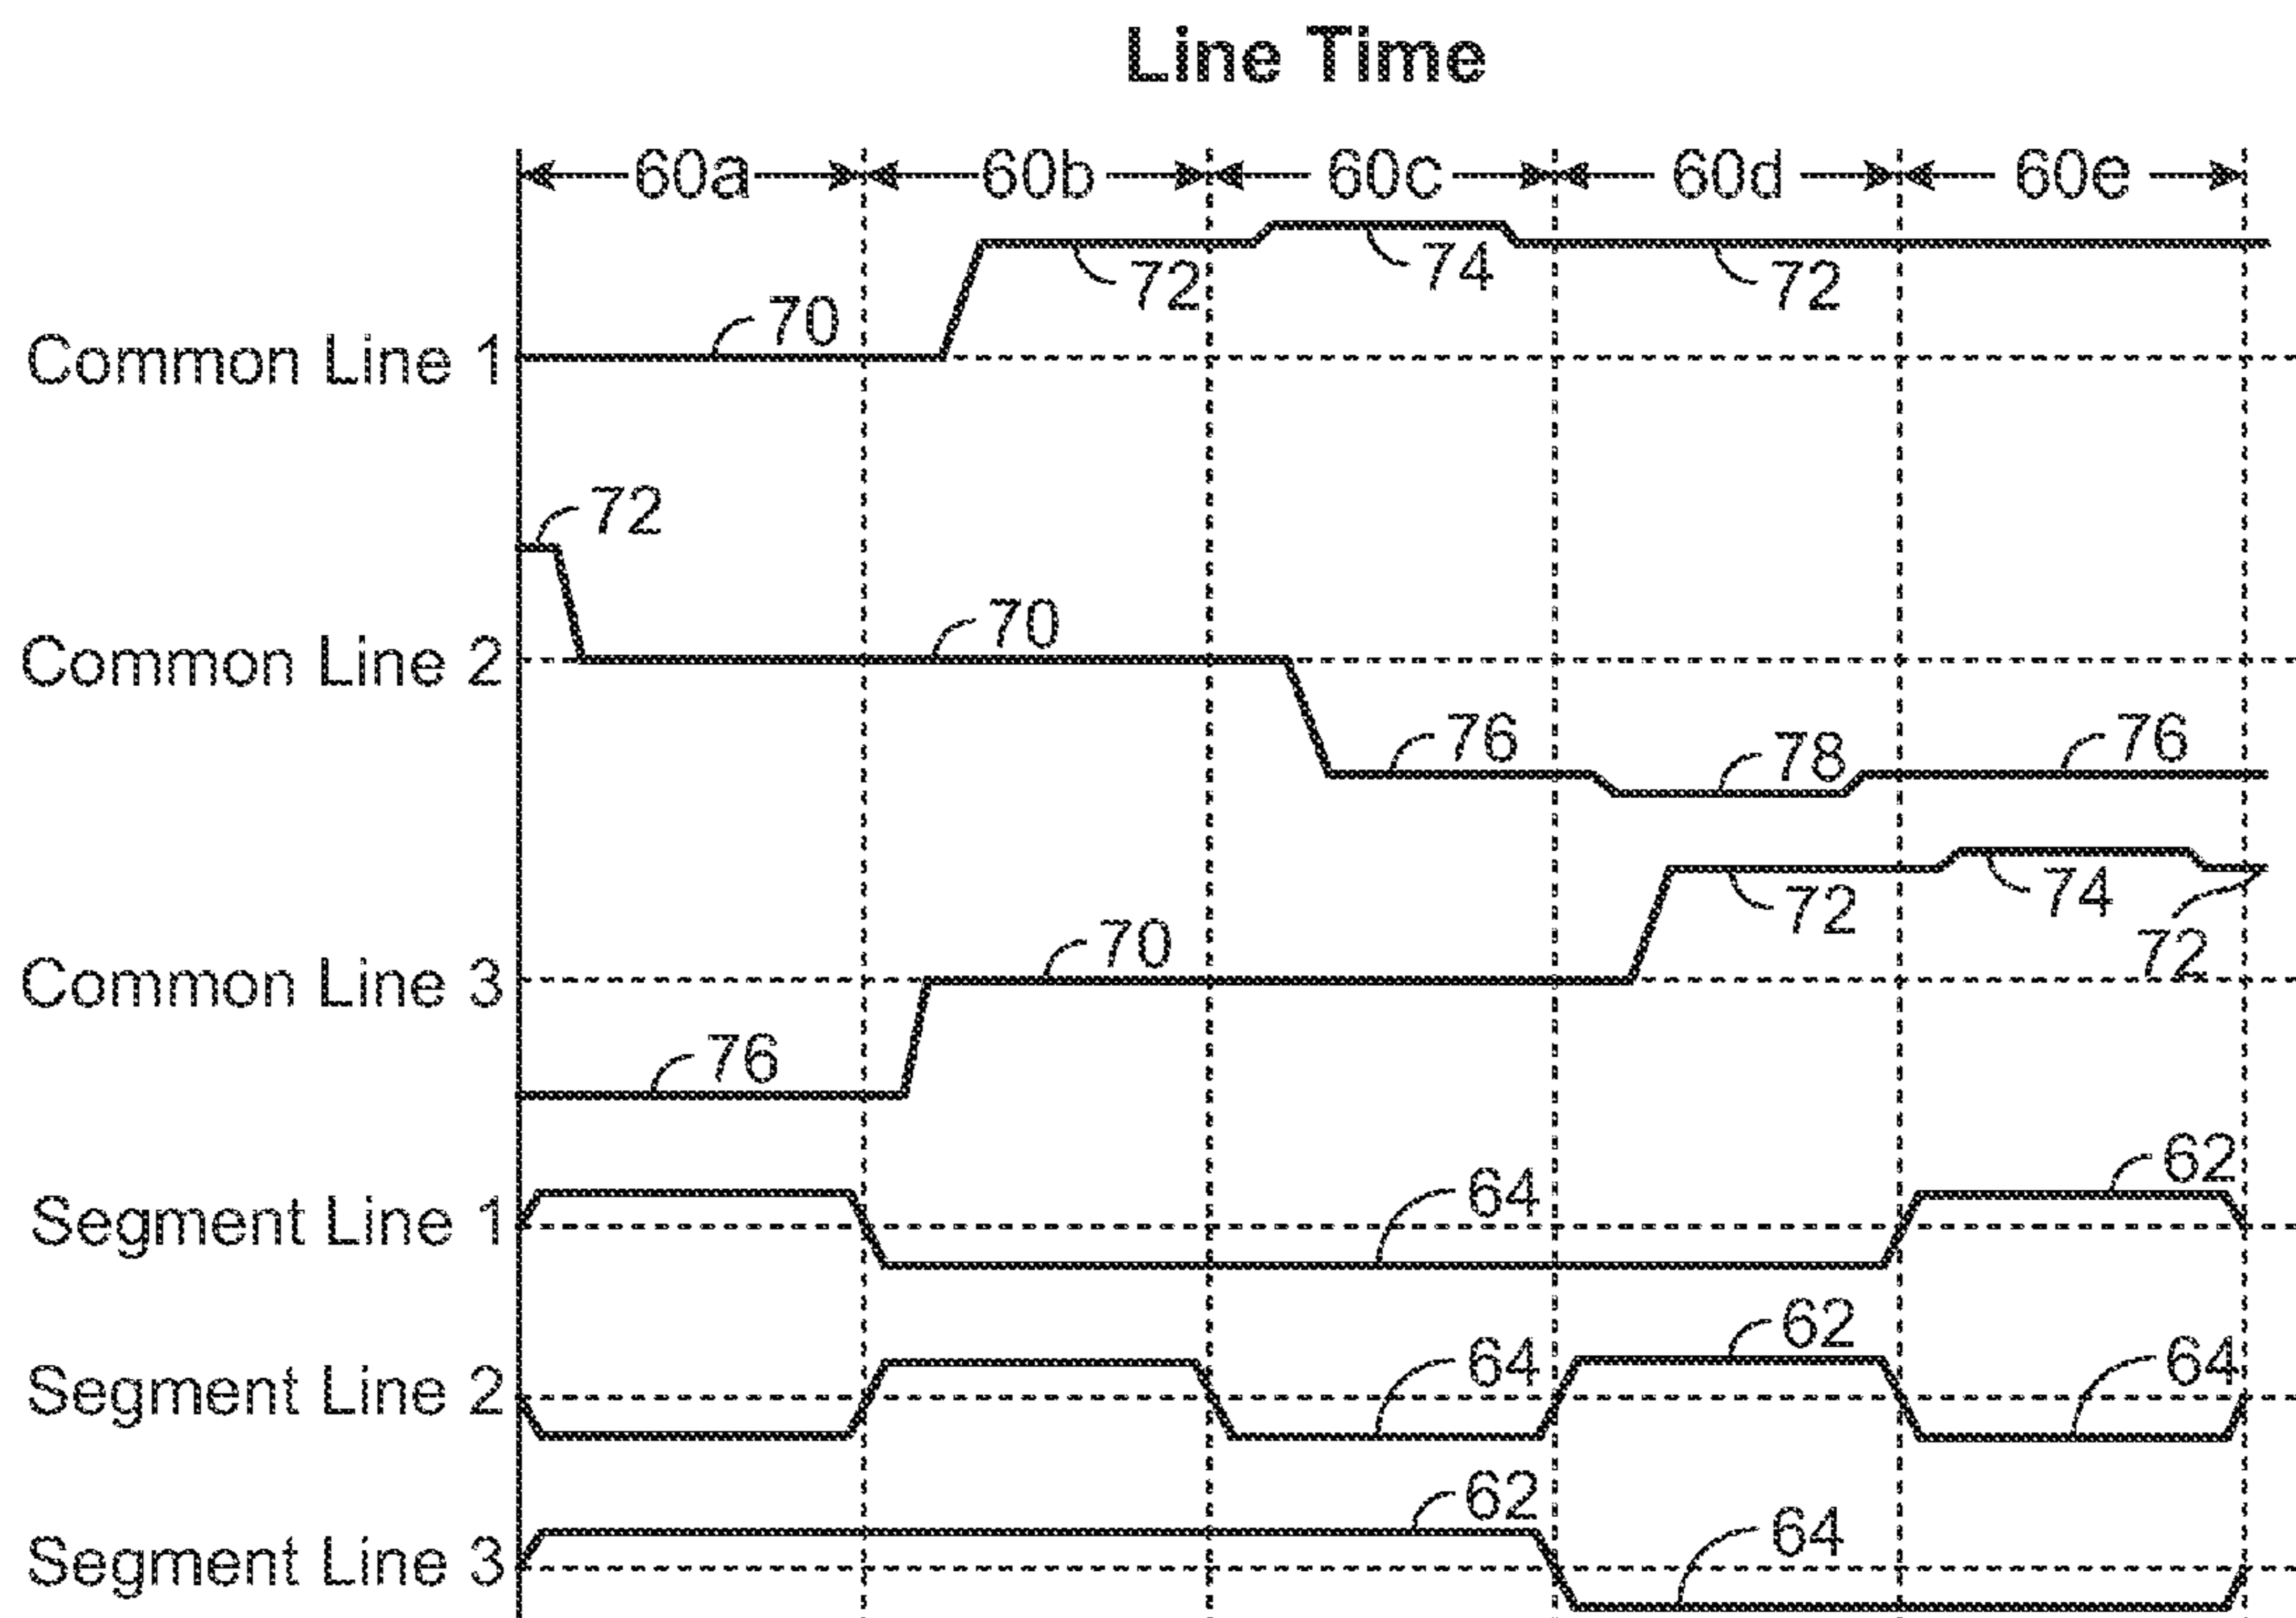 Line Time
60a 60b 60c 60d 60e
72 74 72
Common Line 1 70
72
Common Line 2 70
76 78 76
72 74
Common Line 3 70 72
76
Segment Line 1 64 62
Segment Line 2 64 62 64
Segment Line 3 62 64